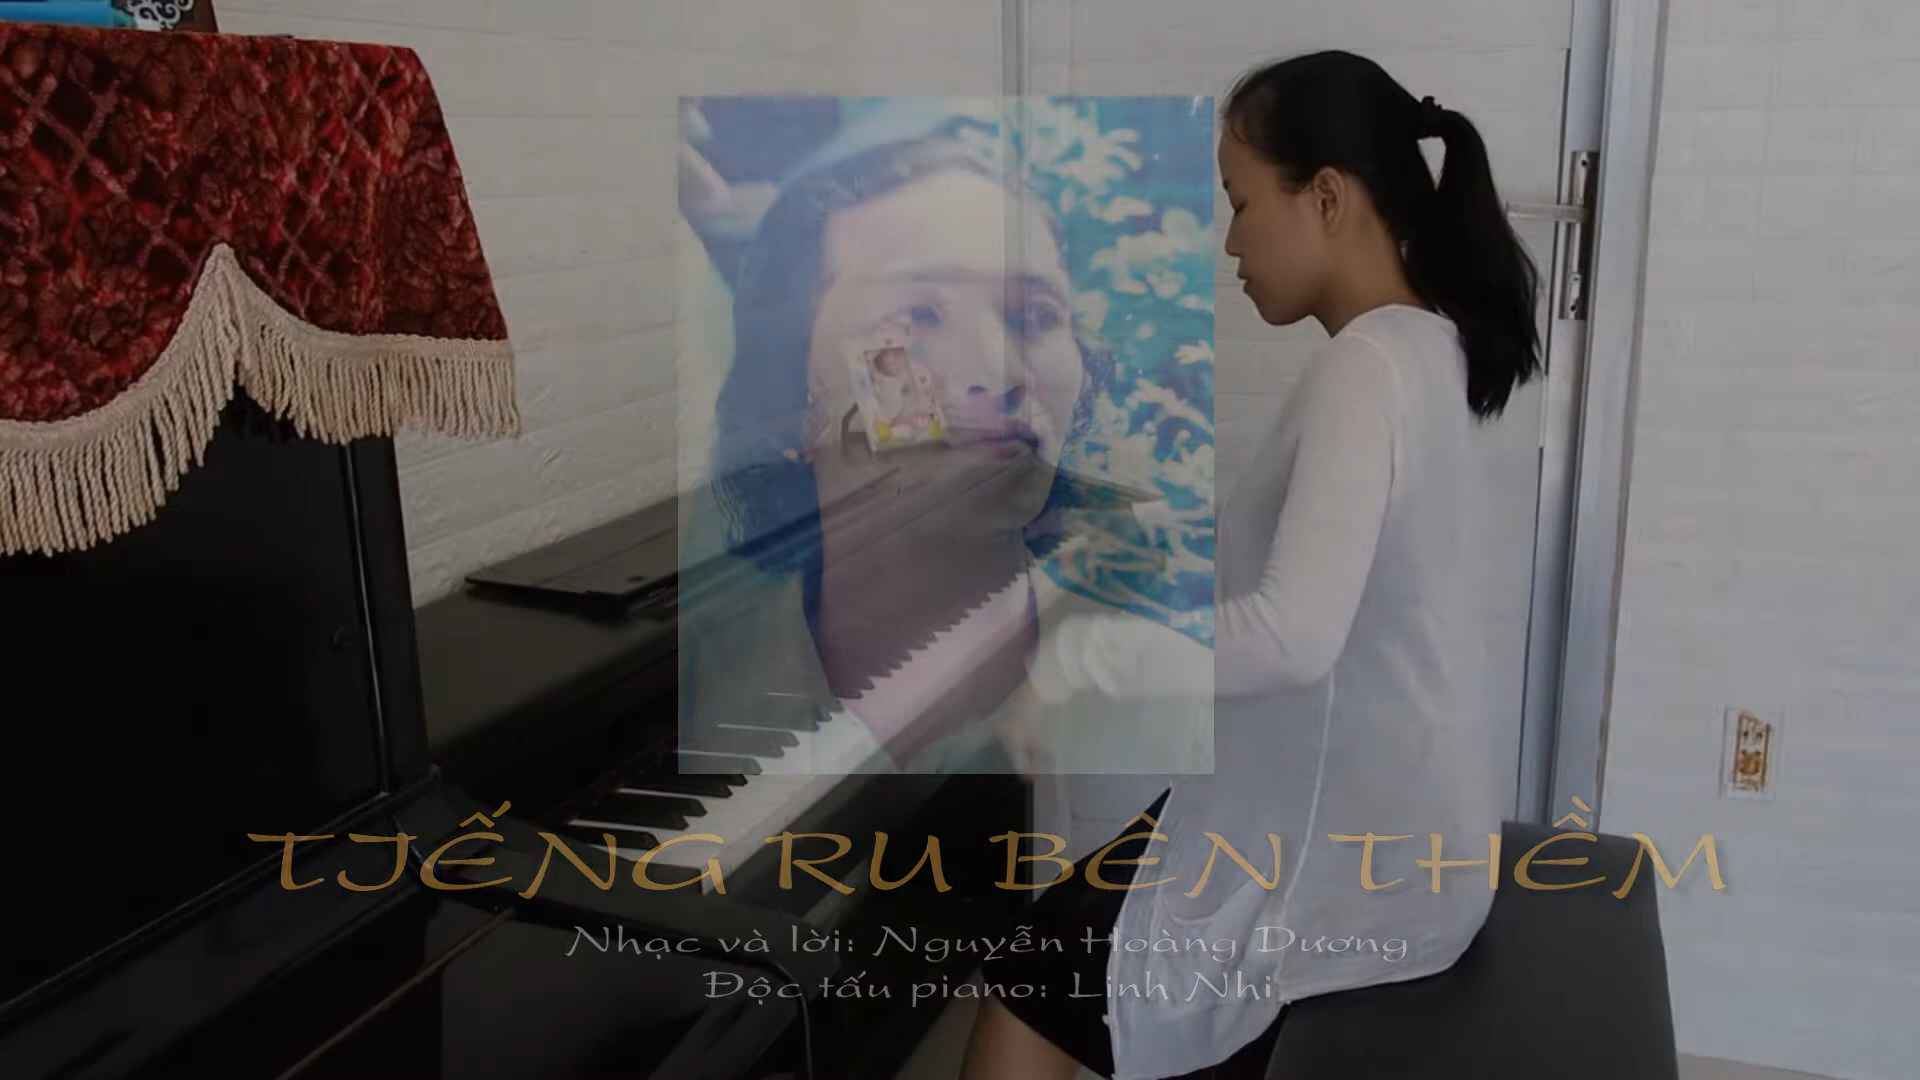 TIẾNG RU BÊN THỀM
Nhạc và lời: Nguyễn Hoàng Dương
Độc tấu piano: Linh Nhi